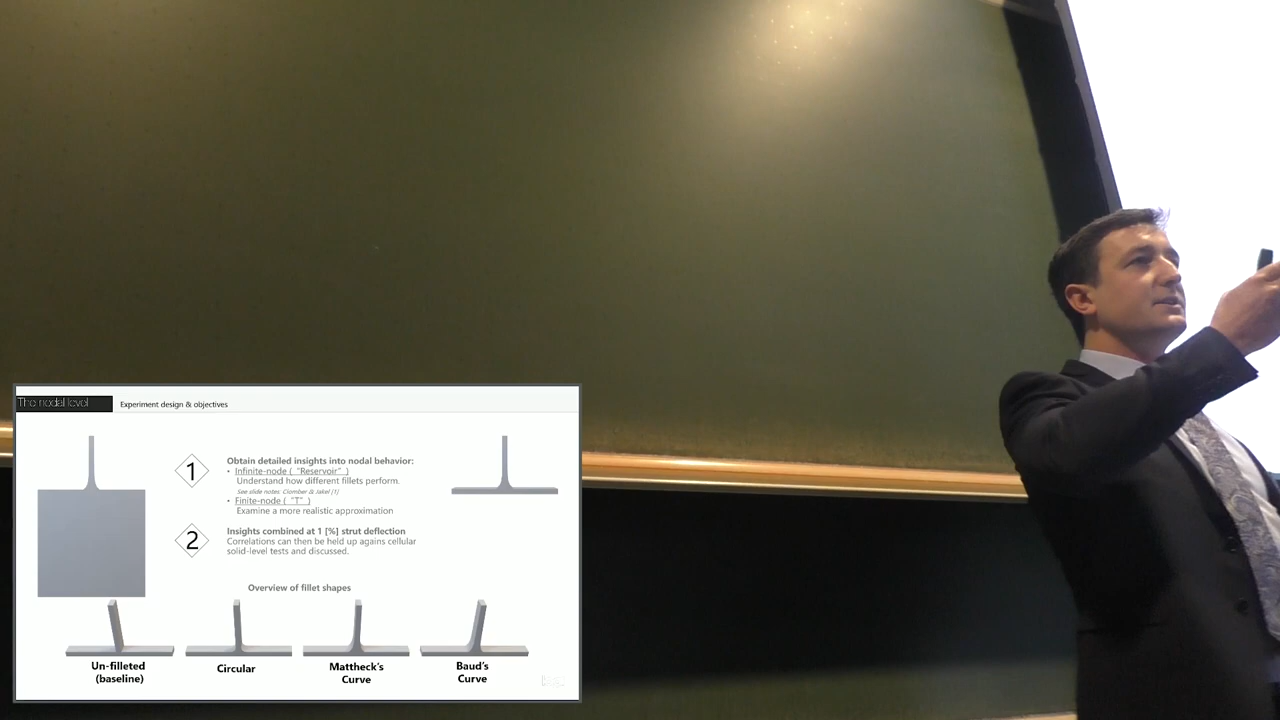 The nodal level
Experiment design & objectives
1
Obtain detailed insights into nodal behavior:
• Infinite-node ( "Reservoir" )
Understand how different fillets perform.
See slide notes: Ciomber & Jakel [1]
• Finite-node ( "T" )
Examine a more realistic approximation
2
Insights combined at 1 [%] strut deflection
Correlations can then be held up agains cellular
solid-level tests and discussed.
Overview of fillet shapes
Un-filleted
(baseline)
Circular
Mattheck's
Curve
Baud's
Curve